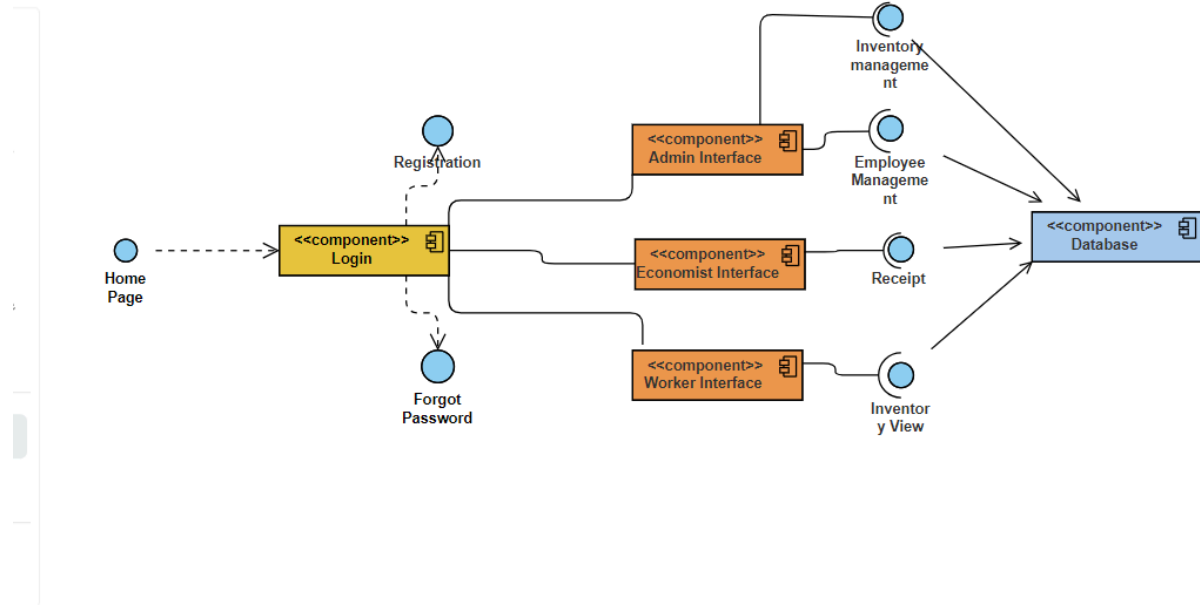 Inventory
manageme
nt
Registration
<<component>>
Admin Interface
Employee
Manageme
nt
Home
Page
<<component>>
Login
<<component>>
Economist Interface
Receipt
<<component>>
Database
Forgot
Password
<<component>>
Worker Interface
Inventor
y View